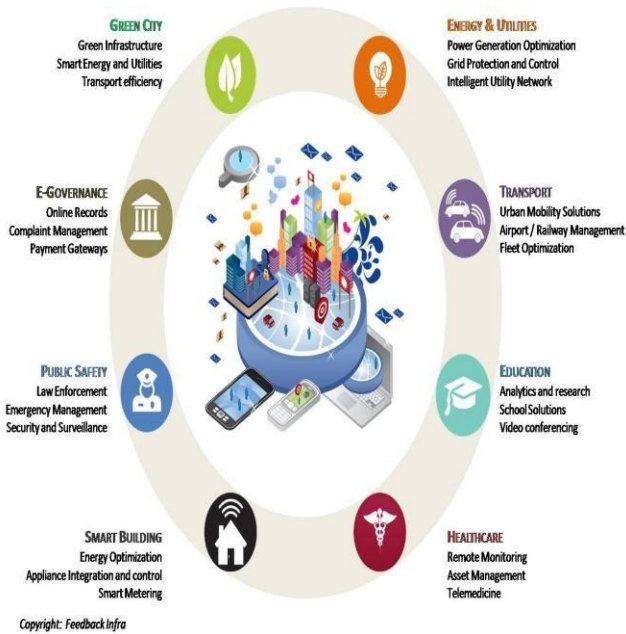 GREEN CITY
Green Infrastructure
Smart Energy and Utilities
Transport efficiency
ENERGY & UTILITIES
Power Generation Optimization
Grid Protection and Control
Intelligent Utility Network
E-GOVERNANCE
Online Records
Complaint Management
Payment Gateways
TRANSPORT
Urban Mobility Solutions
Airport / Railway Management
Fleet Optimization
PUBLIC SAFETY
Law Enforcement
Emergency Management
Security and Surveillance
EDUCATION
Analytics and research
School Solutions
Video conferencing
SMART BUILDING
Energy Optimization
Appliance Integration and control
Smart Metering
HEALTHCARE
Remote Monitoring
Asset Management
Telemedicine
Copyright: Feedback Infra